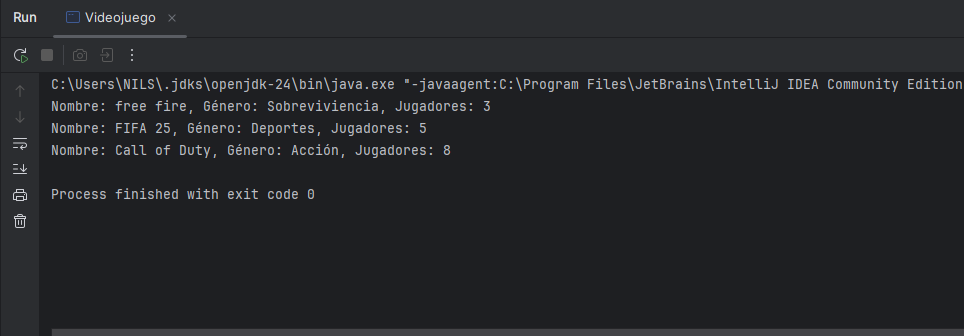 Run Videojuego
C:\Users\NILS\.jdks\openjdk-24\bin\java.exe "-javaagent:C:\Program Files\JetBrains\IntelliJ IDEA Community Edition
Nombre: free fire, Género: Sobreviviencia, Jugadores: 3
Nombre: FIFA 25, Género: Deportes, Jugadores: 5
Nombre: Call of Duty, Género: Acción, Jugadores: 8
Process finished with exit code 0